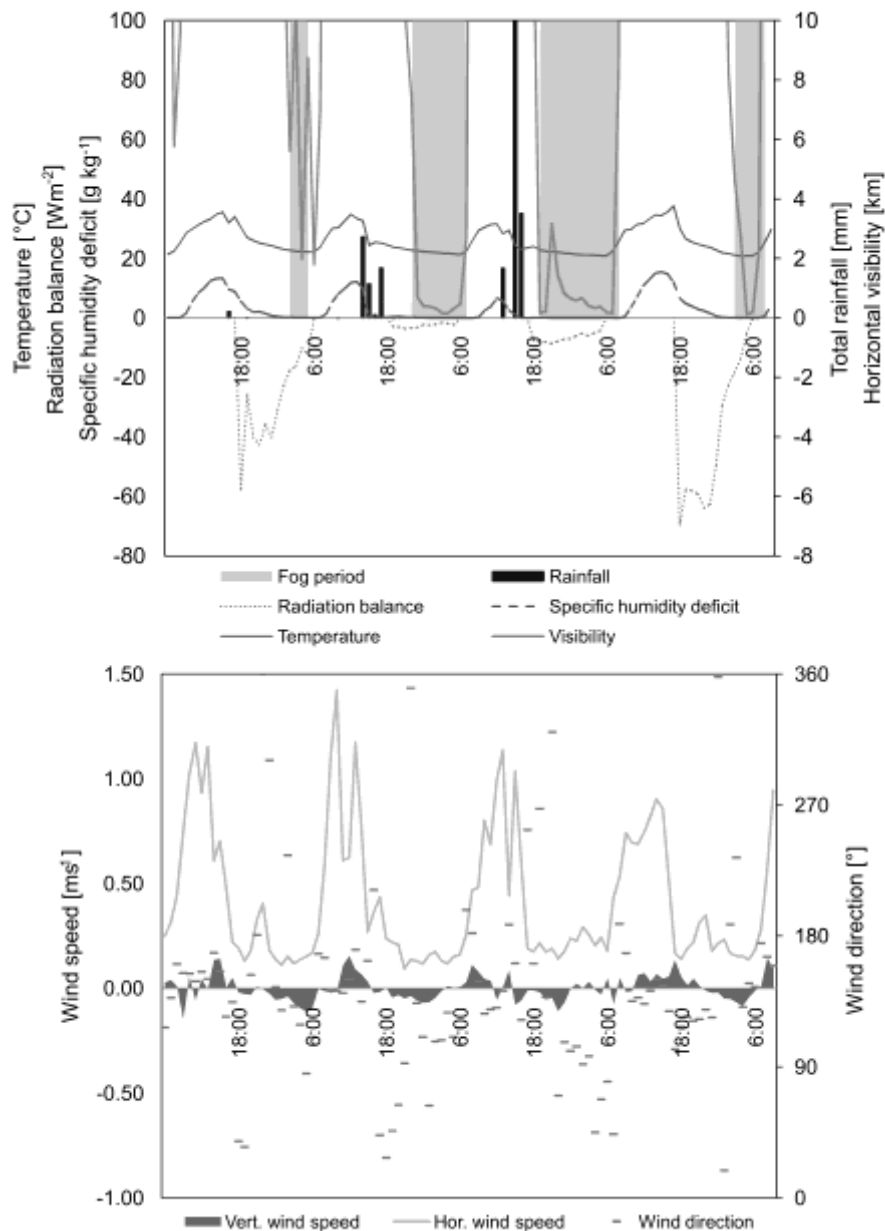 100
80
60
40
20
0
-20
-40
-60
-80
10
8
6
4
2
0
-2
-4
-6
-8
Temperature [°C]
Radiation balance [Wm⁻²]
Specific humidity deficit [g kg⁻¹]
Total rainfall [mm]
Horizontal visibility [km]
18:00
6:00
18:00
6:00
18:00
6:00
18:00
6:00
Fog period
Rainfall
Radiation balance
Specific humidity deficit
Temperature
Visibility
1.50
1.00
0.50
0.00
-0.50
-1.00
360
270
180
90
0
Wind speed [ms¹]
Wind direction [°]
18:00
6:00
18:00
6:00
18:00
6:00
18:00
6:00
Vert. wind speed
Hor. wind speed
Wind direction